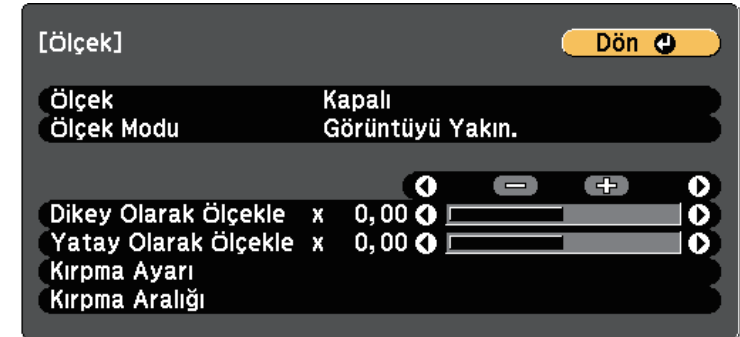 [Ölçek]
Dön
Ölçek Kapalı
Ölçek Modu Görüntüyü Yakın.
− +
Dikey Olarak Ölçekle x 0,00
Yatay Olarak Ölçekle x 0,00
Kırpma Ayarı
Kırpma Aralığı